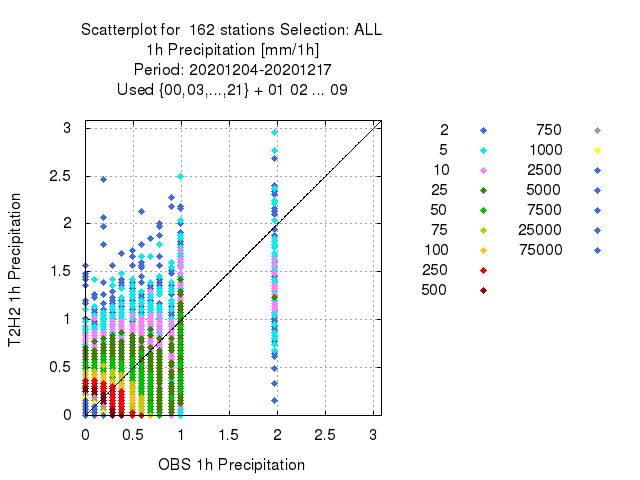 Scatterplot for 162 stations Selection: ALL
1h Precipitation [mm/1h]
Period: 20201204-20201217
Used {00,03,...,21} + 01 02 ... 09
T2H2 1h Precipitation
3
2.5
2
1.5
1
0.5
0
0 0.5 1 1.5 2 2.5 3
OBS 1h Precipitation
2 750
5 1000
10 2500
25 5000
50 7500
75 25000
100 75000
250
500